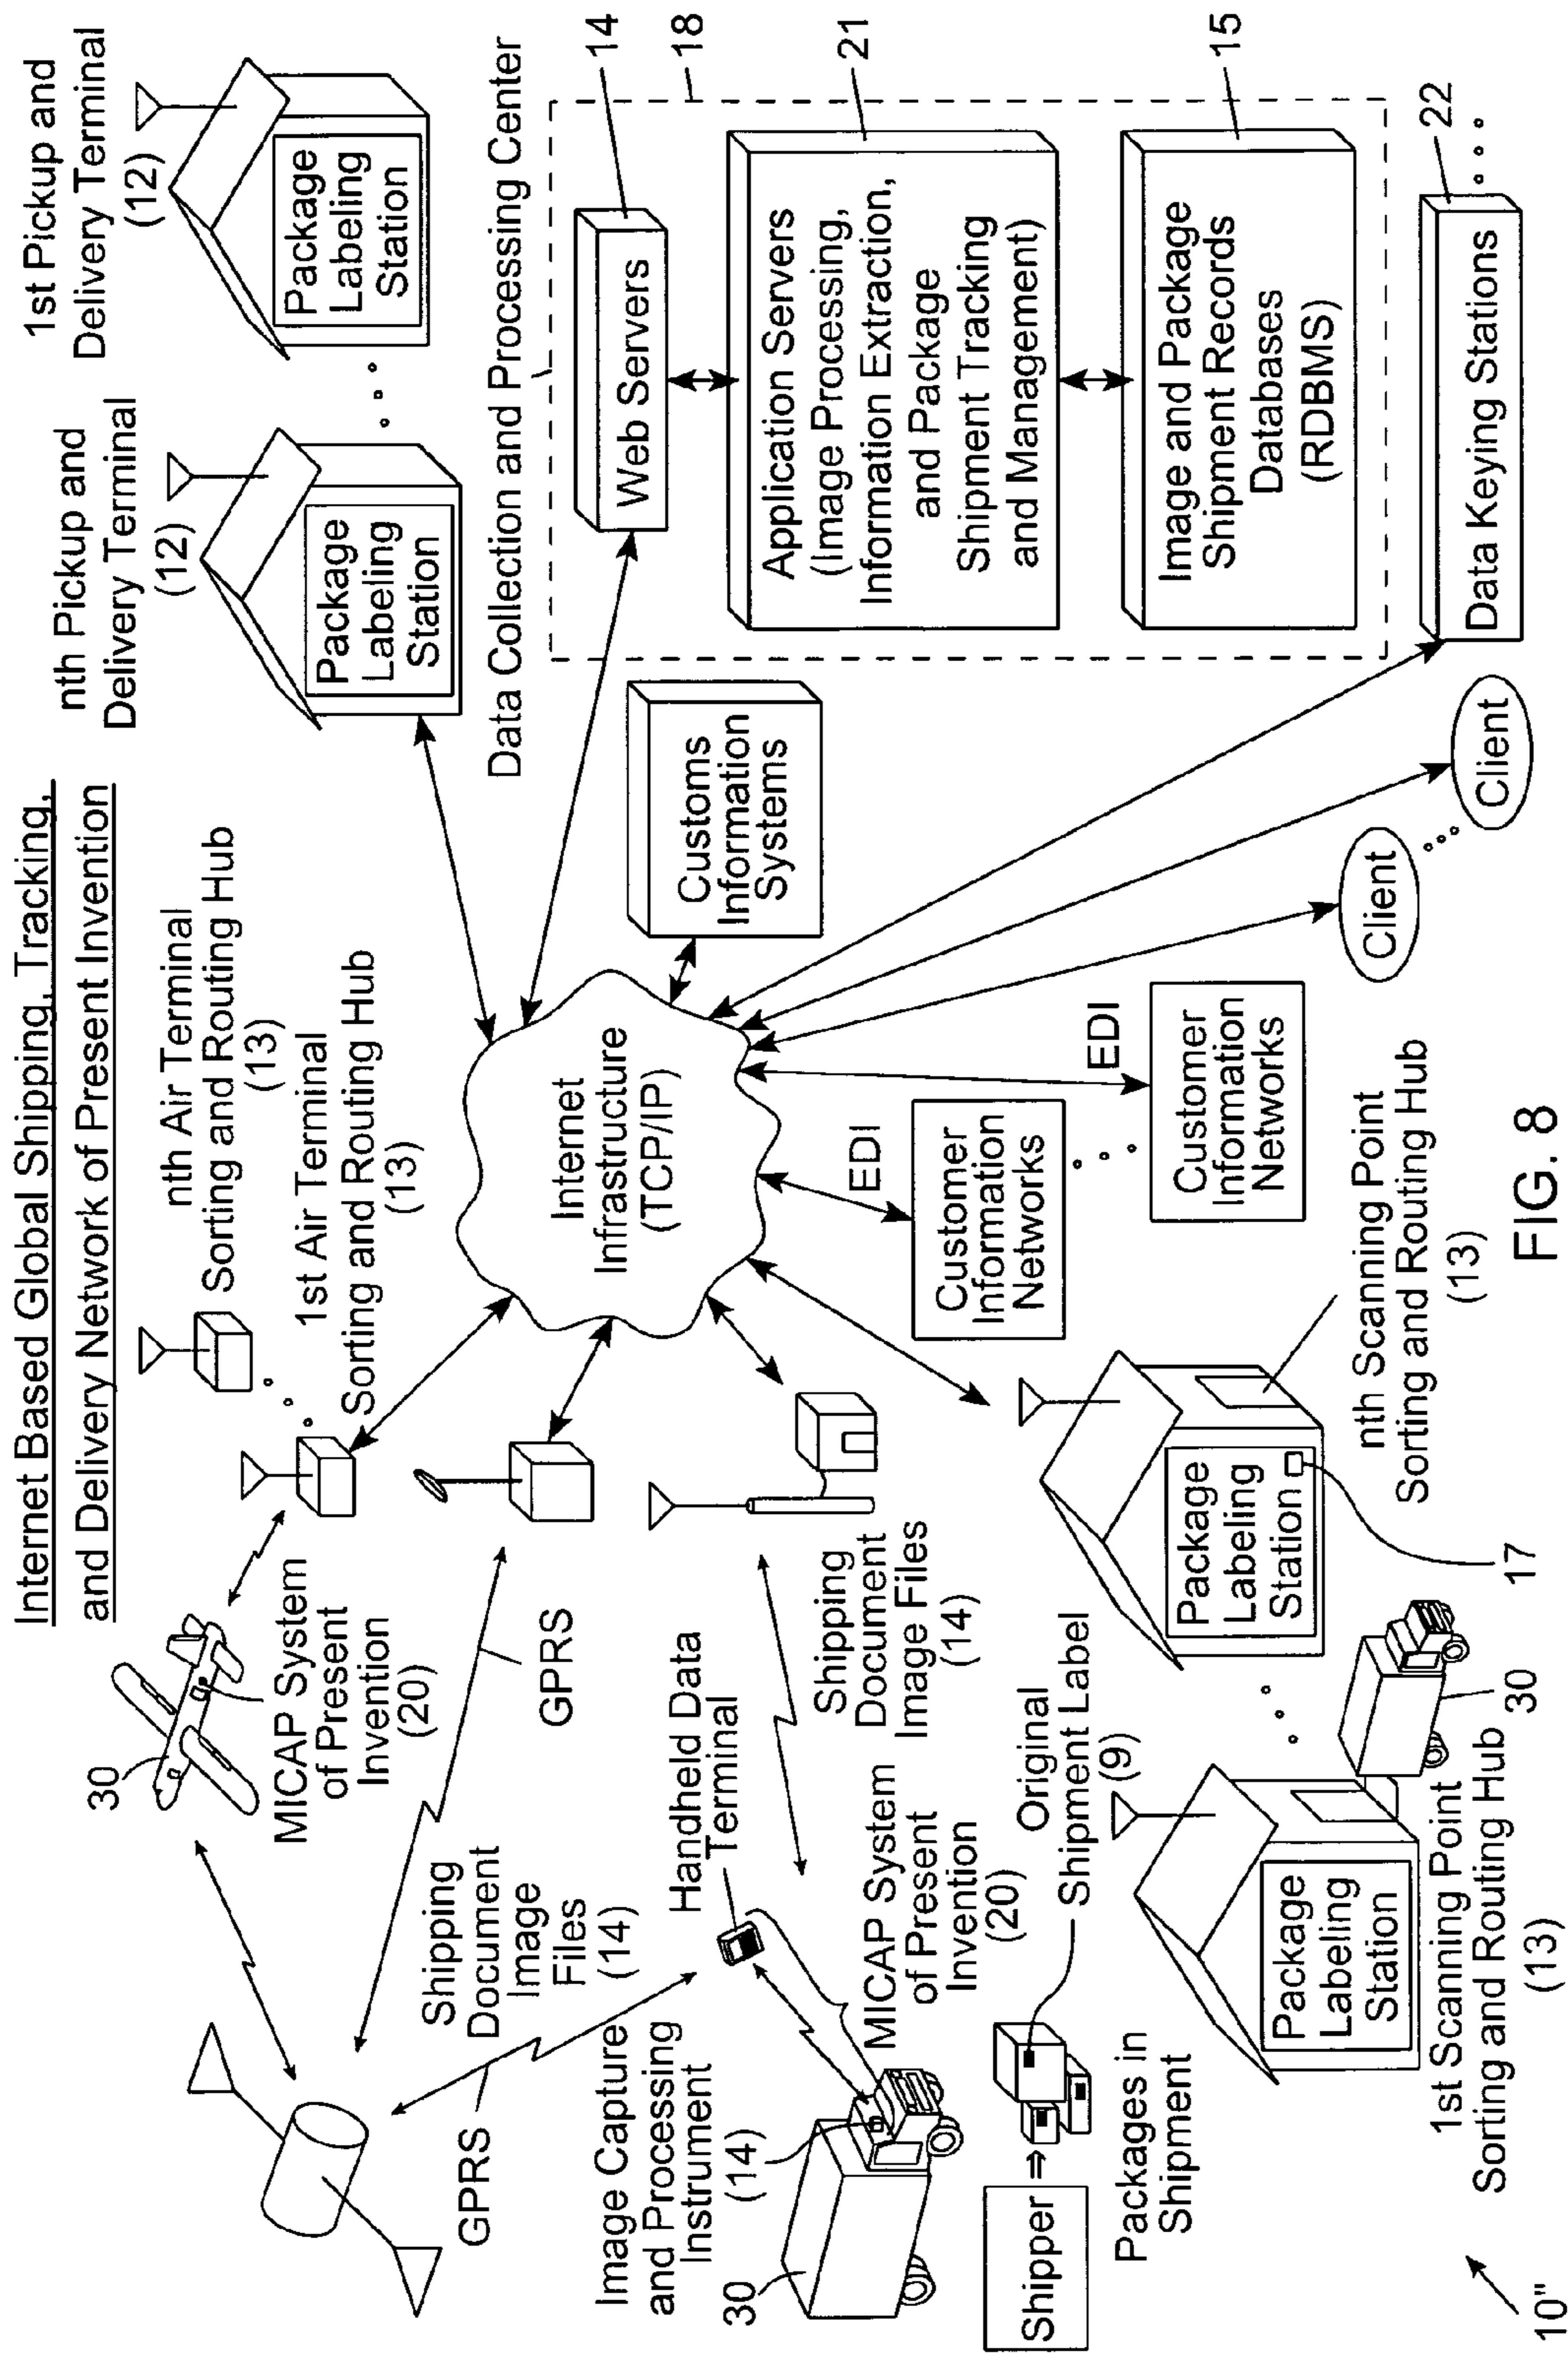 Internet Based Global Shipping, Tracking,
and Delivery Network of Present Invention
1st Pickup and
Delivery Terminal
(12)
Package
Labeling
Station
nth Pickup and
Delivery Terminal
(12)
Package
Labeling
Station
nth Air Terminal
Sorting and Routing Hub
(13)
1st Air Terminal
Sorting and Routing Hub
(13)
30
MICAP System
of Present
Invention
(20)
GPRS
Shipping
Document
Image
Files
(14)
GPRS
Handheld Data
Terminal
Image Capture
and Processing
Instrument
(14)
30
MICAP System
of Present
Invention
(20)
Shipping
Document
Image Files
(14)
Original
Shipment Label
(9)
Shipper
⇒
Packages in
Shipment
Internet
Infrastructure
(TCP/IP)
Data Collection and Processing Center
14
18
Web Servers
21
Application Servers
(Image Processing,
Information Extraction,
and Package
Shipment Tracking
and Management)
15
Image and Package
Shipment Records
Databases
(RDBMS)
22
Data Keying Stations
Customs
Information
Systems
Client
Client
EDI
Customer
Information
Networks
EDI
Customer
Information
Networks
Package
Labeling
Station
17
nth Scanning Point
Sorting and Routing Hub
(13)
30
Package
Labeling
Station
1st Scanning Point
Sorting and Routing Hub
(13)
10"
FIG. 8